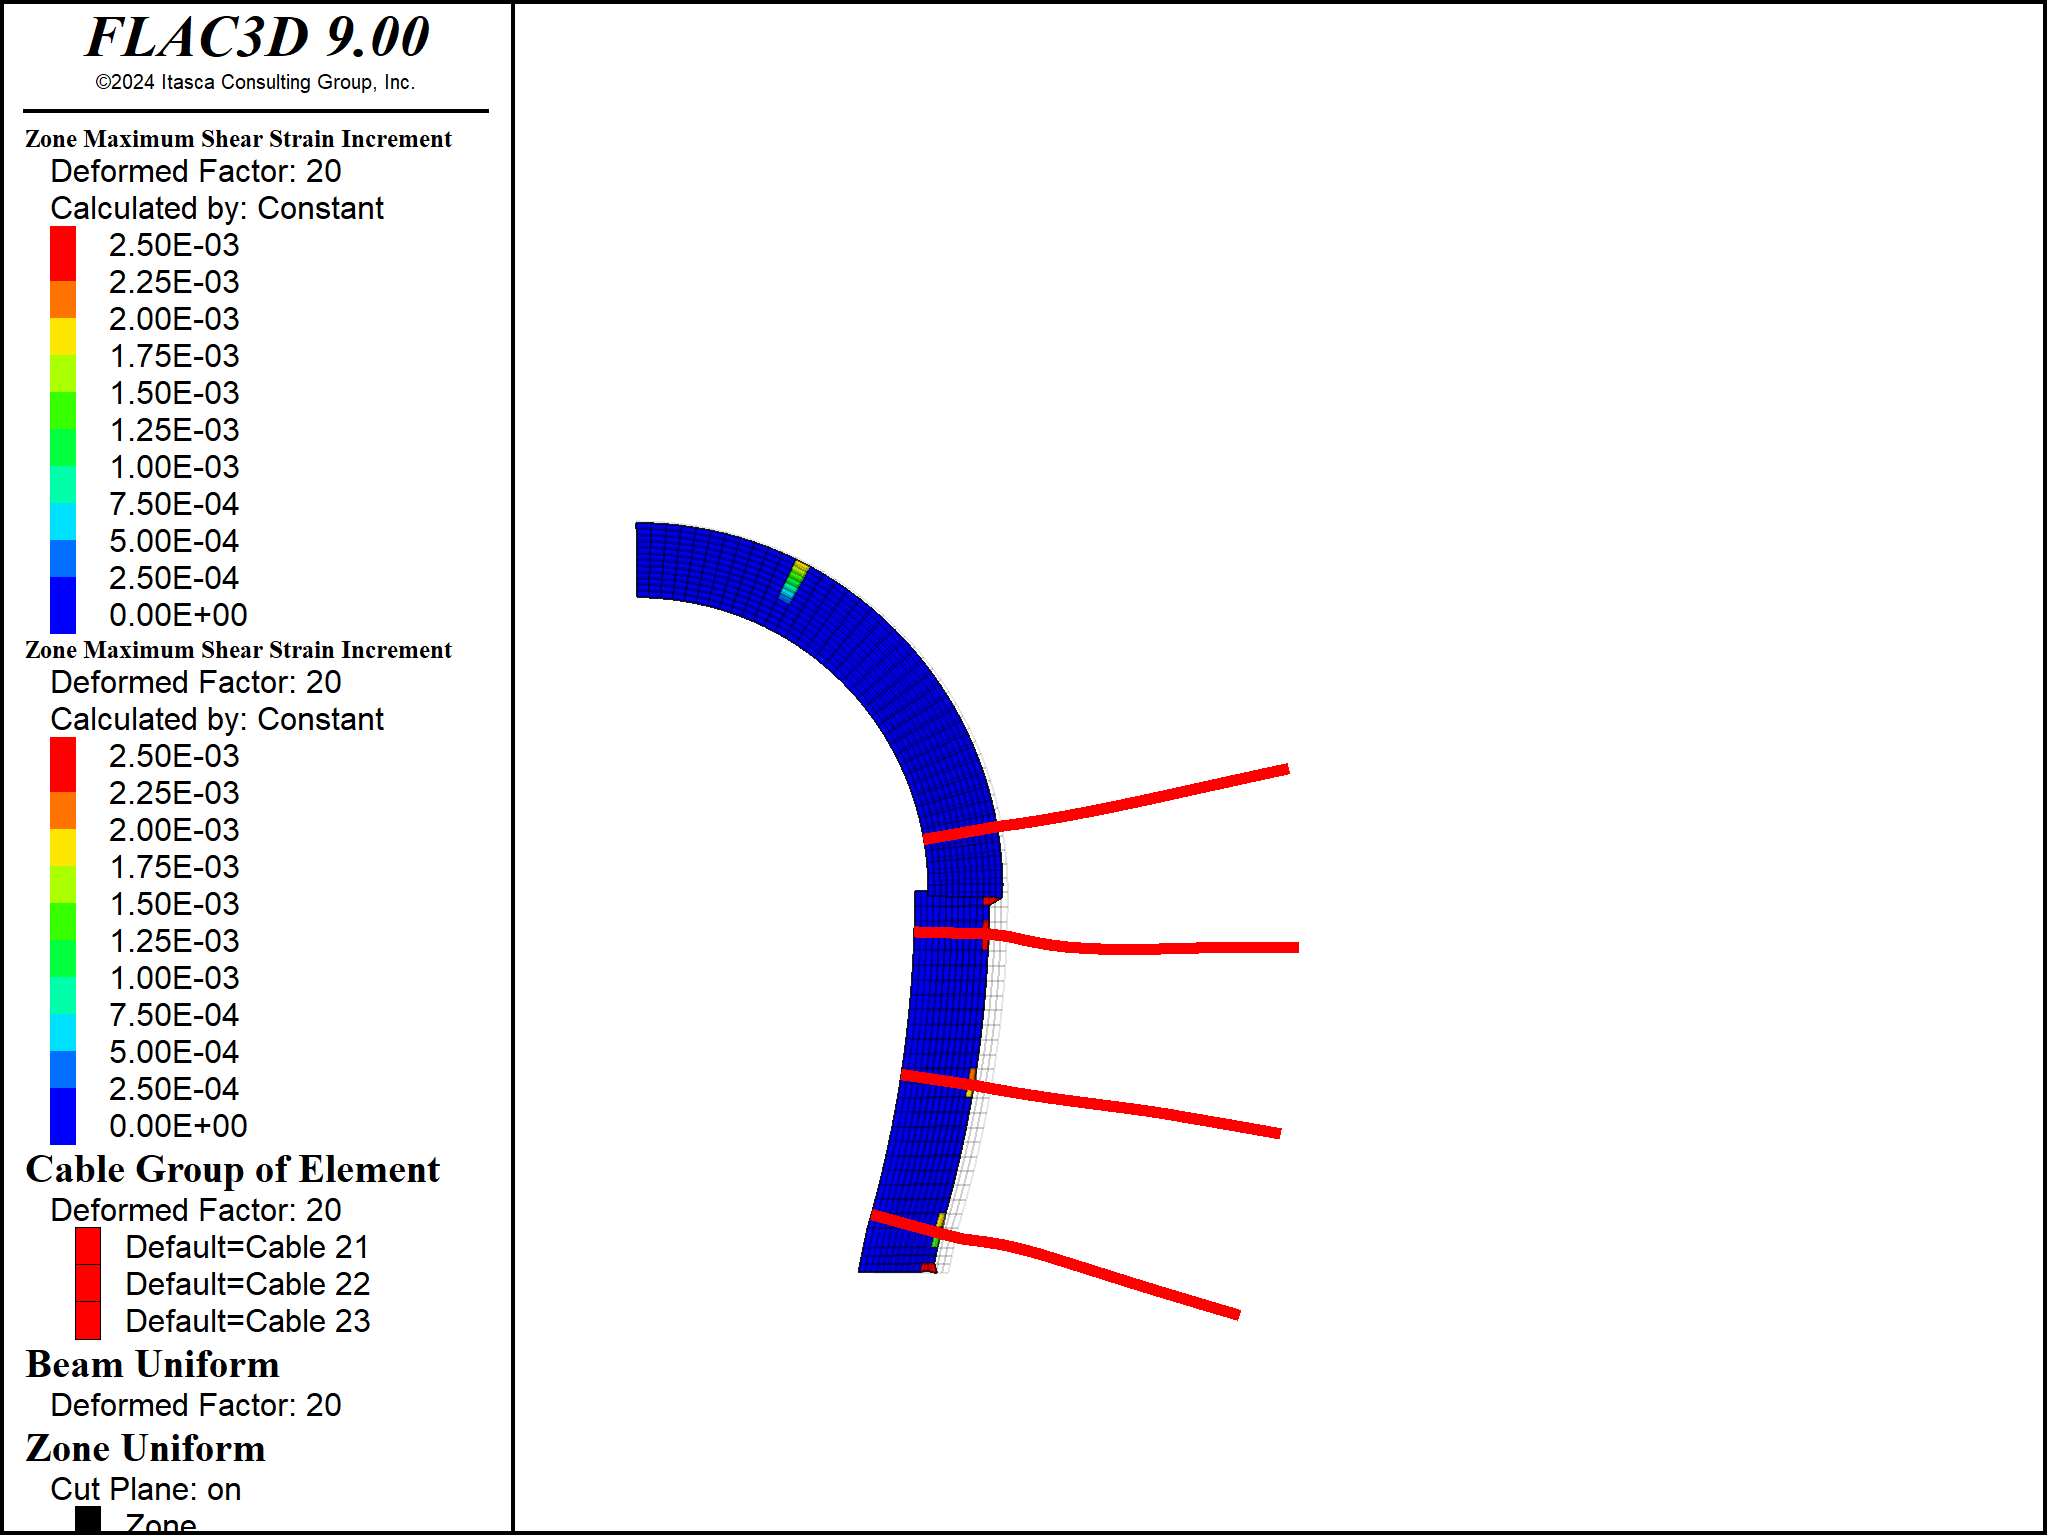 FLAC3D 9.00
©2024 Itasca Consulting Group, Inc.
Zone Maximum Shear Strain Increment
Deformed Factor: 20
Calculated by: Constant
2.50E-03
2.25E-03
2.00E-03
1.75E-03
1.50E-03
1.25E-03
1.00E-03
7.50E-04
5.00E-04
2.50E-04
0.00E+00
Zone Maximum Shear Strain Increment
Deformed Factor: 20
Calculated by: Constant
2.50E-03
2.25E-03
2.00E-03
1.75E-03
1.50E-03
1.25E-03
1.00E-03
7.50E-04
5.00E-04
2.50E-04
0.00E+00
Cable Group of Element
Deformed Factor: 20
Default=Cable 21
Default=Cable 22
Default=Cable 23
Beam Uniform
Deformed Factor: 20
Zone Uniform
Cut Plane: on
Zone